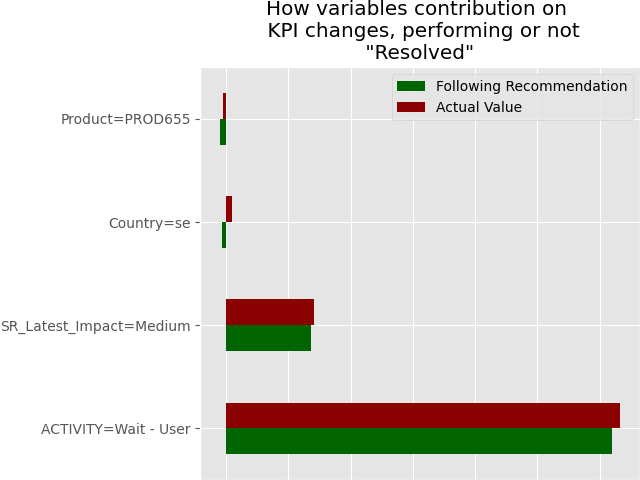 How variables contribution on
KPI changes, performing or not
"Resolved"
Following Recommendation
Actual Value
Product=PROD655
Country=se
SR_Latest_Impact=Medium
ACTIVITY=Wait - User